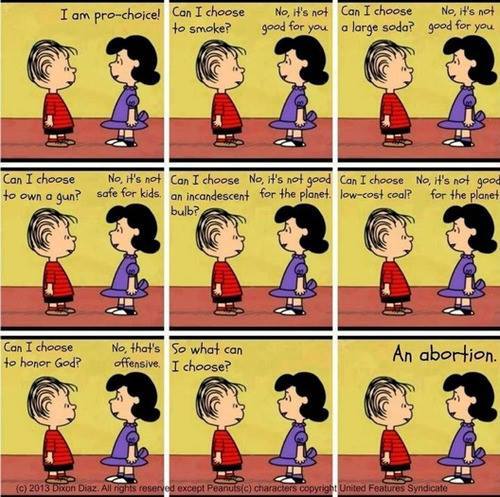 I am pro-choice!
Can I choose
to smoke?
No, it's not
good for you.
Can I choose
a large soda?
No, it's not
good for you.
Can I choose
to own a gun?
No, it's not
safe for kids.
Can I choose
an incandescent
bulb?
No, it's not good
for the planet.
Can I choose
low-cost coal?
No, it's not good
for the planet
Can I choose
to honor God?
No, that's
offensive.
So what can
I choose?
An abortion.
(c) 2013 Dixon Diaz. All rights reserved except Peanuts(c) characters copyright United Features Syndicate